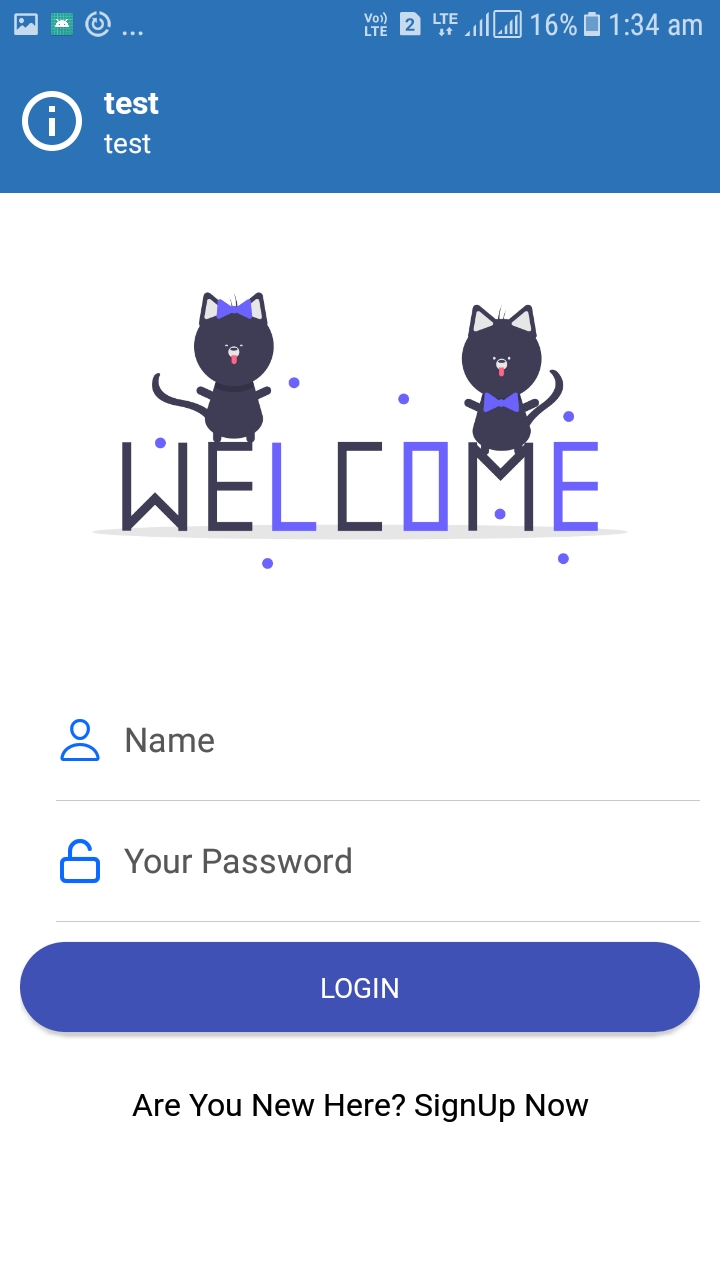 ... Vo)) LTE 2 LTE 16% 1:34 am
test
test
WELCOME
Name
Your Password
LOGIN
Are You New Here? SignUp Now